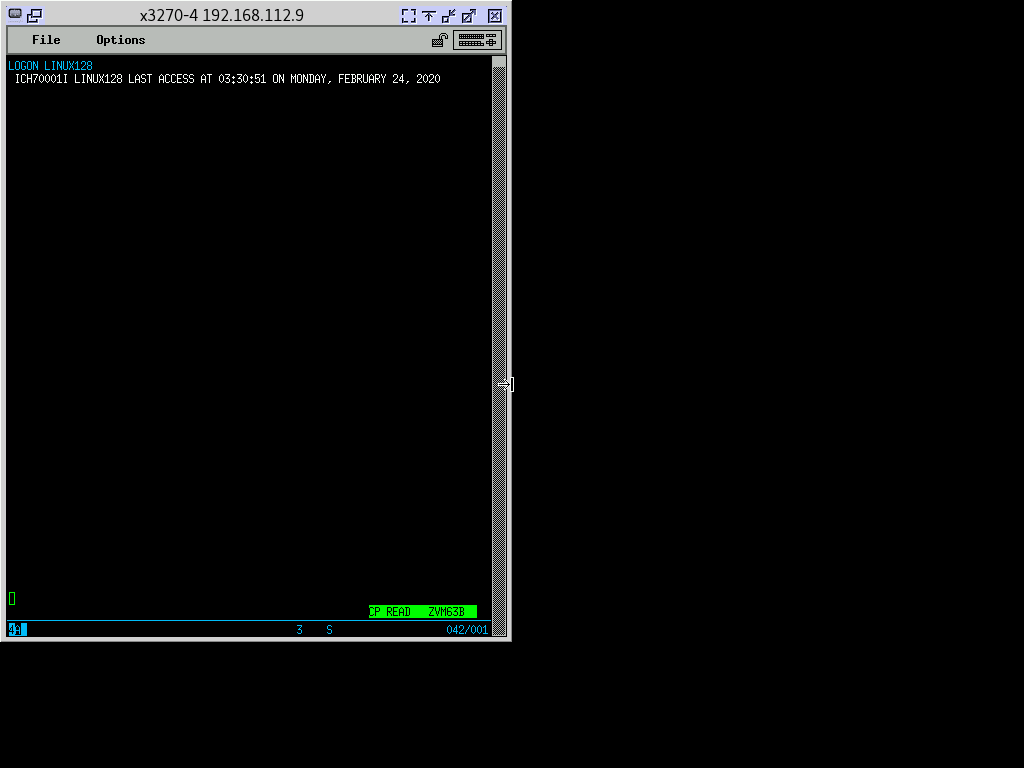 x3270-4 192.168.112.9
File Options
LOGON LINUX128
ICH70001I LINUX128 LAST ACCESS AT 03:30:51 ON MONDAY, FEBRUARY 24, 2020
CP READ ZVM63B
4A 3 S 042/001